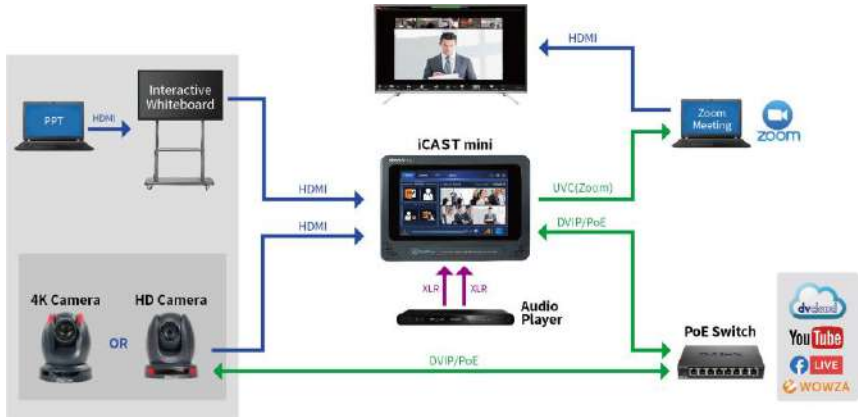 HDMI
PPT
HDMI
Interactive
Whiteboard
Zoom
Meeting
zoom
iCAST mini
HDMI
UVC(Zoom)
HDMI
DVIP/PoE
XLR
XLR
Audio
Player
4K Camera
OR
HD Camera
DVIP/PoE
PoE Switch
dvcloud
YouTube
LIVE
WOWZA